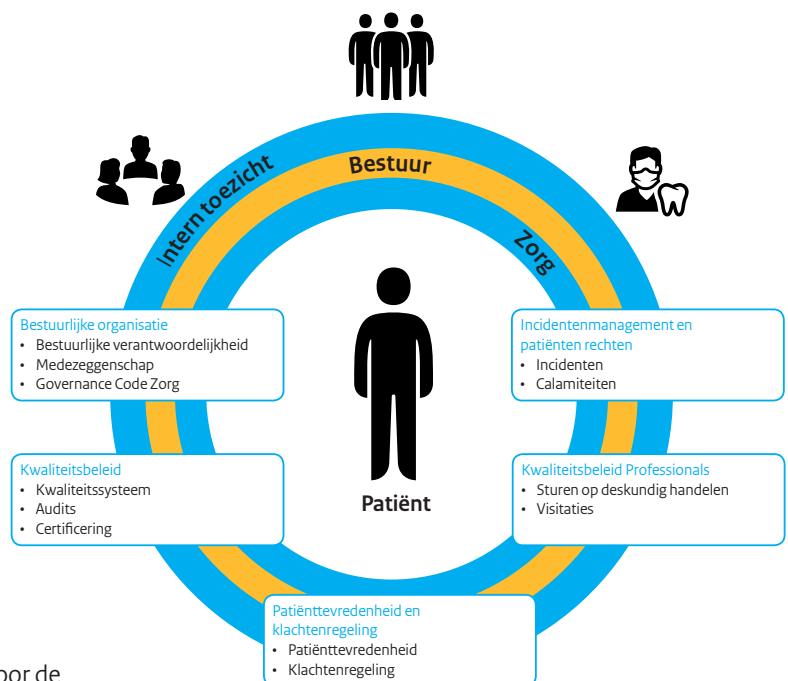 Intern toezicht
Bestuur
Zorg
Bestuurlijke organisatie
• Bestuurlijke verantwoordelijkheid
• Medezeggenschap
• Governance Code Zorg
Incidentenmanagement en
patiënten rechten
• Incidenten
• Calamiteiten
Kwaliteitsbeleid
• Kwaliteitssysteem
• Audits
• Certificering
Patiënt
Kwaliteitsbeleid Professionals
• Sturen op deskundig handelen
• Visitaties
Patiënttevredenheid en
klachtenregeling
• Patiënttevredenheid
• Klachtenregeling
de